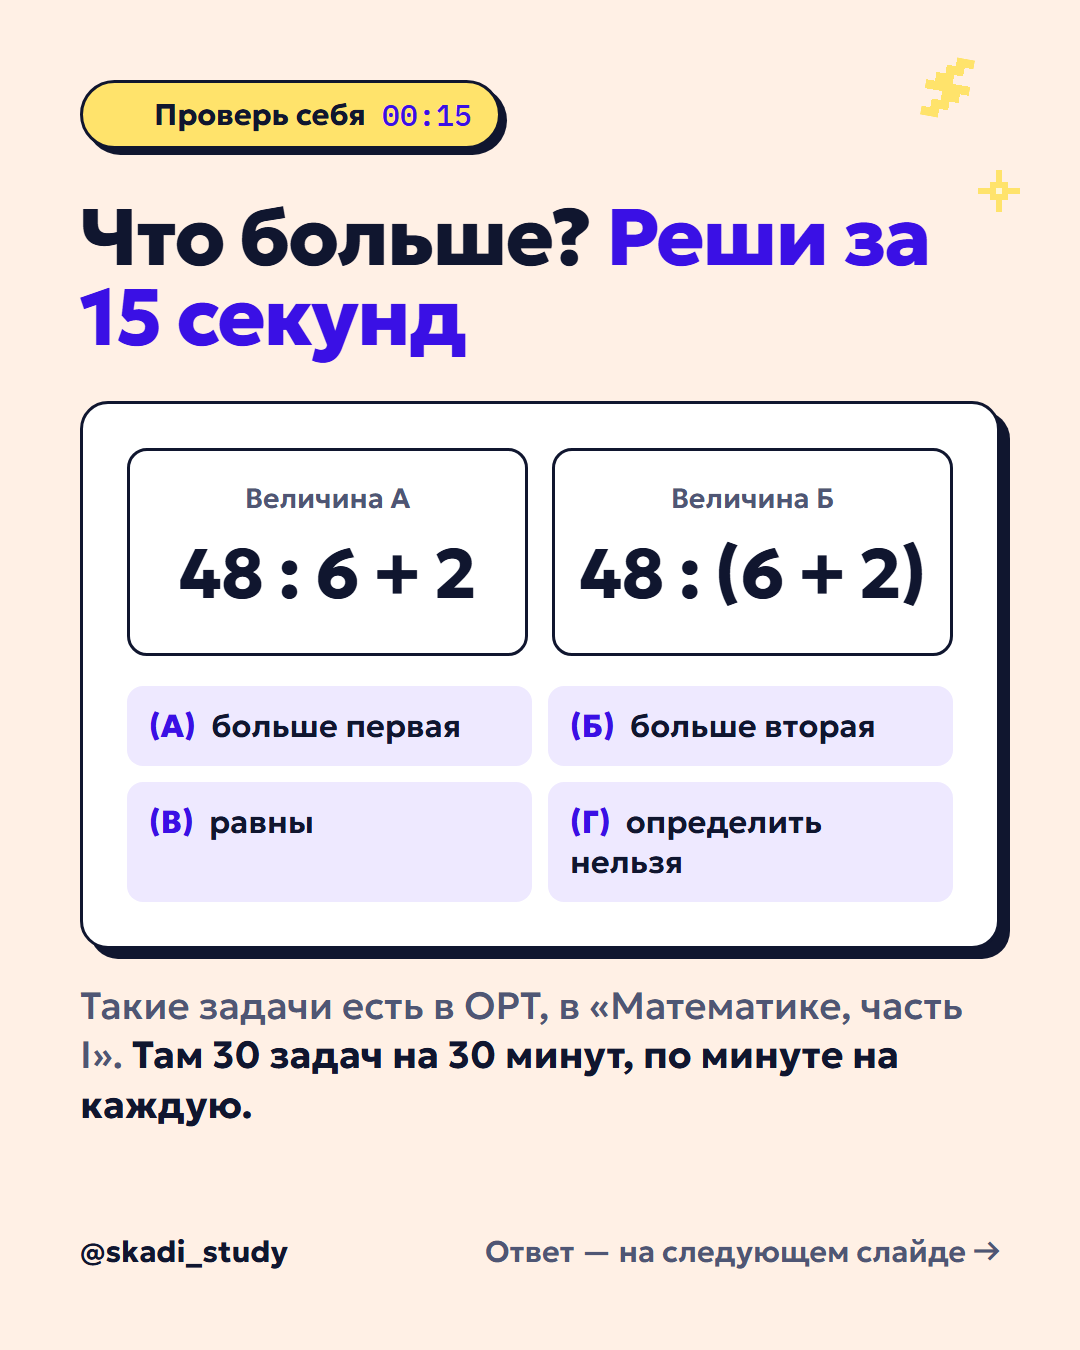 Проверь себя 00:15
Что больше? Реши за
15 секунд
Величина А
48 : 6 + 2
Величина Б
48 : (6 + 2)
(А) больше первая
(Б) больше вторая
(В) равны
(Г) определить
нельзя
Такие задачи есть в ОРТ, в «Математике, часть
I». Там 30 задач на 30 минут, по минуте на
каждую.
@skadi_study
Ответ — на следующем слайде →